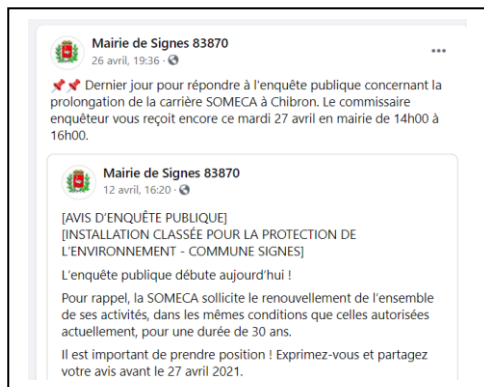 Mairie de Signes 83870
26 avril, 19:36 ·
Dernier jour pour répondre à l'enquête publique concernant la
prolongation de la carrière SOMECA à Chibron. Le commissaire
enquêteur vous reçoit encore ce mardi 27 avril en mairie de 14h00 à
16h00.
Mairie de Signes 83870
12 avril, 16:20 ·
[AVIS D'ENQUÊTE PUBLIQUE]
[INSTALLATION CLASSÉE POUR LA PROTECTION DE
L'ENVIRONNEMENT - COMMUNE SIGNES]
L'enquête publique débute aujourd'hui !
Pour rappel, la SOMECA sollicite le renouvellement de l'ensemble
de ses activités, dans les mêmes conditions que celles autorisées
actuellement, pour une durée de 30 ans.
Il est important de prendre position ! Exprimez-vous et partagez
votre avis avant le 27 avril 2021.